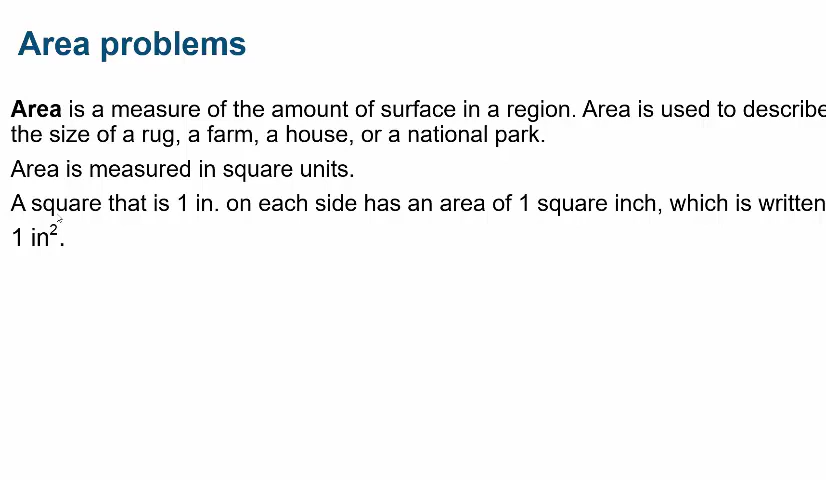 Area problems
Area is a measure of the amount of surface in a region. Area is used to describe
the size of a rug, a farm, a house, or a national park.
Area is measured in square units.
A square that is 1 in. on each side has an area of 1 square inch, which is written
1 in².